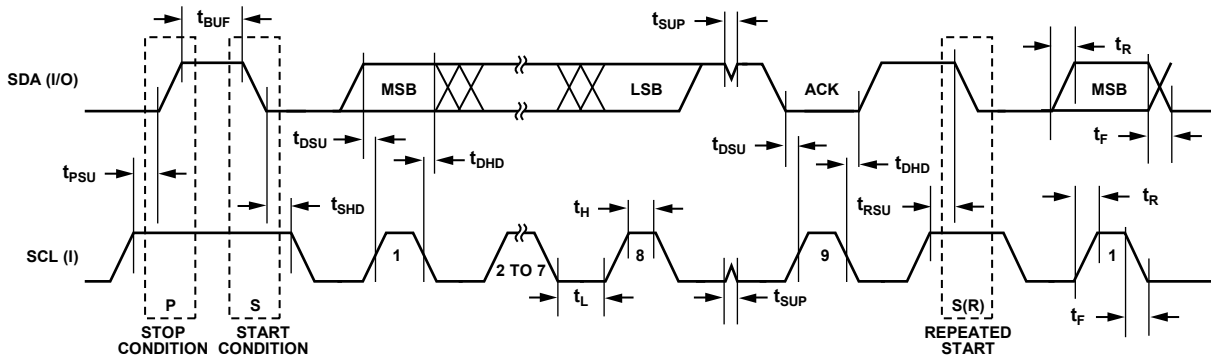 tBUF
tSUP
tR
SDA (I/O)
MSB
LSB
ACK
MSB
tDSU
tDHD
tDSU
tDHD
tF
tPSU
tSHD
tH
tRSU
tR
SCL (I)
1
2 TO 7
8
9
1
tL
tSUP
tF
P
S
S(R)
STOP
CONDITION
START
CONDITION
REPEATED
START